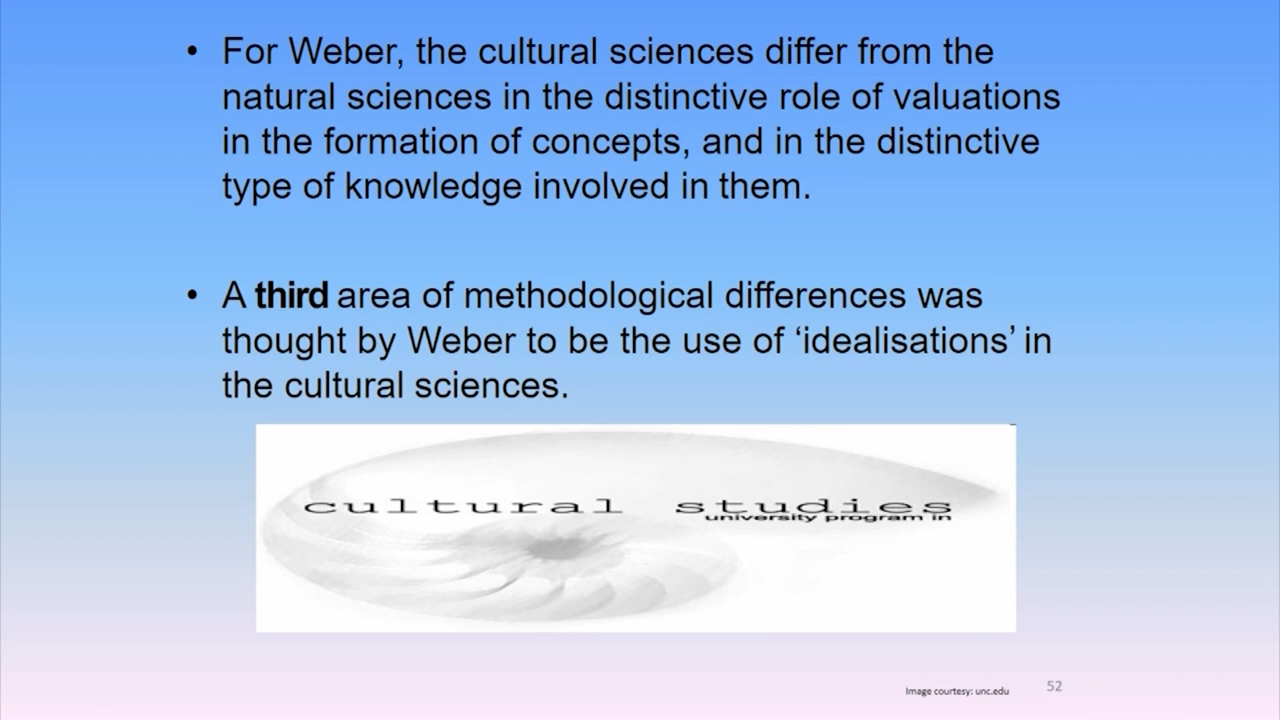 • For Weber, the cultural sciences differ from the
natural sciences in the distinctive role of valuations
in the formation of concepts, and in the distinctive
type of knowledge involved in them.
• A third area of methodological differences was
thought by Weber to be the use of ‘idealisations’ in
the cultural sciences.
cultural studies
university program in
Image courtesy: unc.edu
52